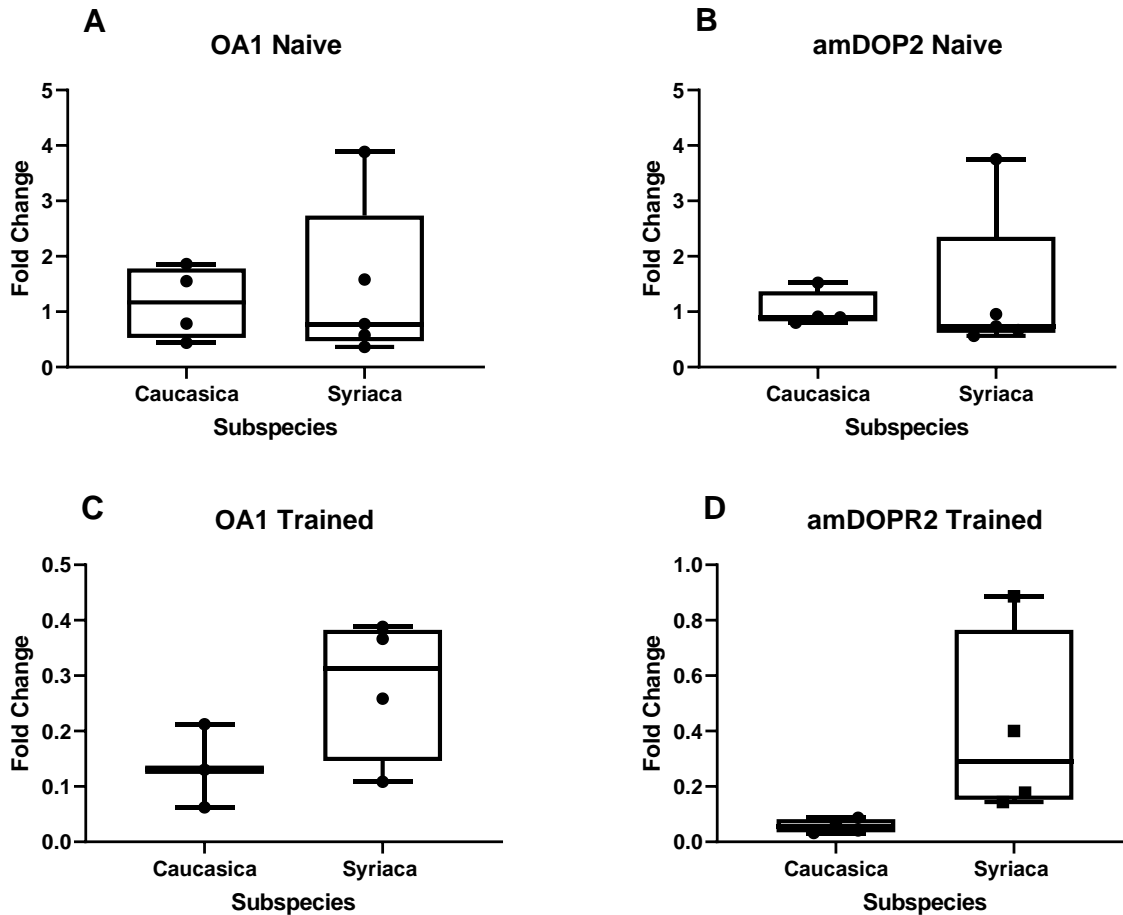 A
OA1 Naive
5
4
3
2
1
0
Fold Change
Caucasica Syriaca
Subspecies
B
amDOP2 Naive
5
4
3
2
1
0
Fold Change
Caucasica Syriaca
Subspecies
C
OA1 Trained
0.5
0.4
0.3
0.2
0.1
0.0
Fold Change
Caucasica Syriaca
Subspecies
D
amDOPR2 Trained
1.0
0.8
0.6
0.4
0.2
0.0
Fold Change
Caucasica Syriaca
Subspecies